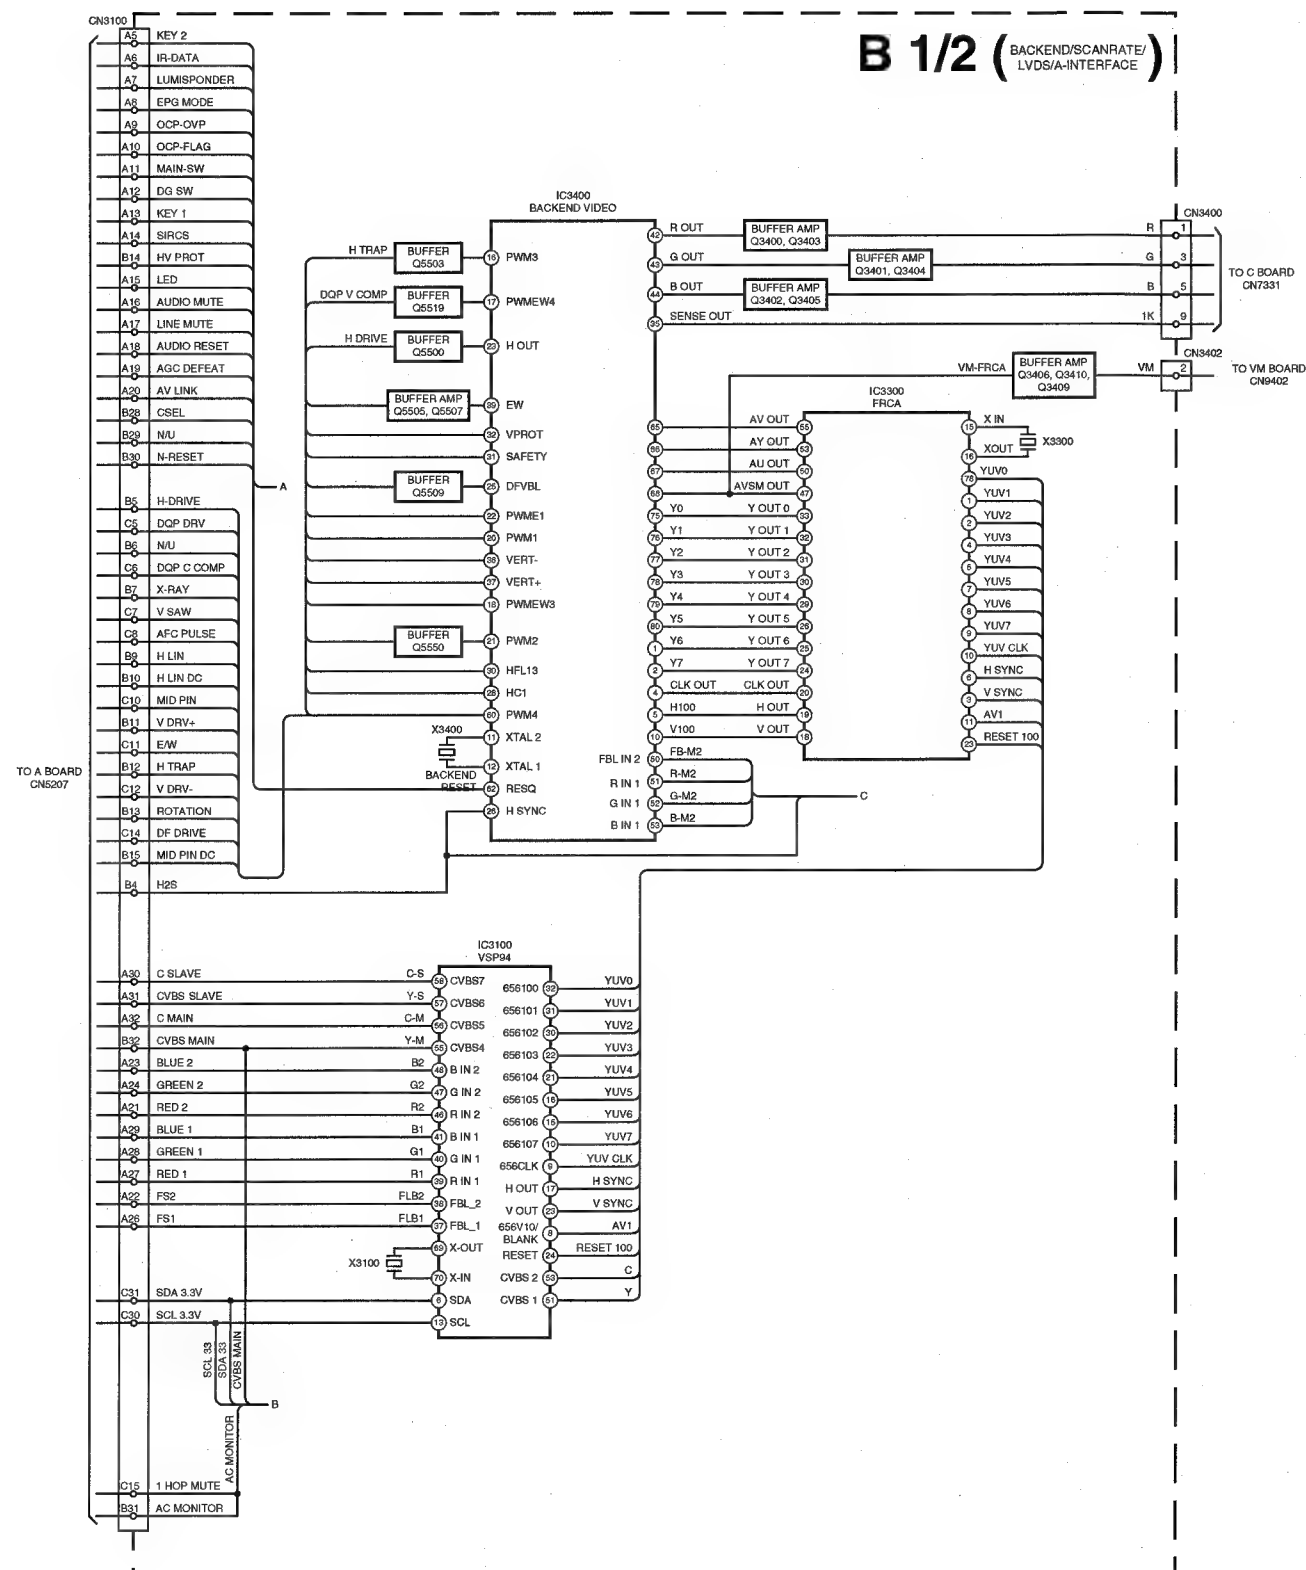 CN3100
B 1/2 ( BACKEND/SCANRATE/
LVDS/A-INTERFACE )
A5 KEY 2
A6 IR-DATA
A7 LUMISPONDER
A8 EPG MODE
A9 OCP-OVP
A10 OCP-FLAG
A11 MAIN-SW
A12 DG SW
A13 KEY 1
A14 SIRCS
B14 HV PROT
A15 LED
A16 AUDIO MUTE
A17 LINE MUTE
A18 AUDIO RESET
A19 AGC DEFEAT
A20 AV LINK
B28 CSEL
B29 N/U
B30 N-RESET
A
B5 H-DRIVE
C5 DQP DRV
B6 N/U
C6 DQP C COMP
B7 X-RAY
C7 V SAW
C8 AFC PULSE
B9 H LIN
B10 H LIN DC
C10 MID PIN
B11 V DRV+
C11 E/W
B12 H TRAP
C12 V DRV-
B13 ROTATION
C14 DF DRIVE
B15 MID PIN DC
B4 H2S
TO A BOARD
CN5207
IC3400
BACKEND VIDEO
H TRAP BUFFER
Q5503
16 PWM3
DQP V COMP BUFFER
Q5519
17 PWMEW4
H DRIVE BUFFER
Q5500
23 H OUT
BUFFER AMP
Q5505, Q5507
39 EW
32 VPROT
31 SAFETY
BUFFER
Q5509
25 DFVBL
22 PWME1
20 PWM1
38 VERT-
37 VERT+
18 PWMEW3
BUFFER
Q5550
21 PWM2
30 HFL13
28 HC1
60 PWM4
X3400
11 XTAL 2
12 XTAL 1
BACKEND
RESET
62 RESQ
26 H SYNC
42 R OUT BUFFER AMP
Q3400, Q3403
R 1
43 G OUT BUFFER AMP
Q3401, Q3404
G 3
44 B OUT BUFFER AMP
Q3402, Q3405
B 5
35 SENSE OUT 1K 9
CN3400
TO C BOARD
CN7331
VM-FRCA BUFFER AMP
Q3406, Q3410,
Q3409
VM 2
CN3402
TO VM BOARD
CN9402
IC3300
FRCA
65 AV OUT 55
66 AY OUT 53
67 AU OUT 50
68 AVSM OUT 47
75 Y0 Y OUT 0 33
76 Y1 Y OUT 1 32
77 Y2 Y OUT 2 31
78 Y3 Y OUT 3 30
79 Y4 Y OUT 4 29
80 Y5 Y OUT 5 26
1 Y6 Y OUT 6 25
2 Y7 Y OUT 7 24
4 CLK OUT CLK OUT 20
5 H100 H OUT 19
10 V100 V OUT 18
FBL IN 2 50 FB-M2
R IN 1 51 R-M2
G IN 1 52 G-M2
B IN 1 53 B-M2
C
15 X IN
16 XOUT
X3300
78 YUV0
1 YUV1
2 YUV2
4 YUV3
5 YUV4
7 YUV5
8 YUV6
9 YUV7
10 YUV CLK
6 H SYNC
3 V SYNC
11 AV1
23 RESET 100
IC3100
VSP94
A30 C SLAVE C-S 58 CVBS7
A31 CVBS SLAVE Y-S 57 CVBS6
A32 C MAIN C-M 56 CVBS5
B32 CVBS MAIN Y-M 55 CVBS4
A23 BLUE 2 B2 48 B IN 2
A24 GREEN 2 G2 47 G IN 2
A21 RED 2 R2 46 R IN 2
A29 BLUE 1 B1 41 B IN 1
A28 GREEN 1 G1 40 G IN 1
A27 RED 1 R1 39 R IN 1
A22 FS2 FLB2 38 FBL_2
A26 FS1 FLB1 37 FBL_1
X3100
69 X-OUT
70 X-IN
C31 SDA 3.3V 6 SDA
C30 SCL 3.3V 13 SCL
656100 32 YUV0
656101 31 YUV1
656102 30 YUV2
656103 22 YUV3
656104 21 YUV4
656105 16 YUV5
656106 15 YUV6
656107 10 YUV7
656CLK 9 YUV CLK
H OUT 17 H SYNC
V OUT 23 V SYNC
656V10/
BLANK 8 AV1
RESET 24 RESET 100
CVBS 2 53 C
CVBS 1 51 Y
SCL 33
SDA 33
CVBS MAIN
B
AC MONITOR
C15 1 HOP MUTE
B31 AC MONITOR